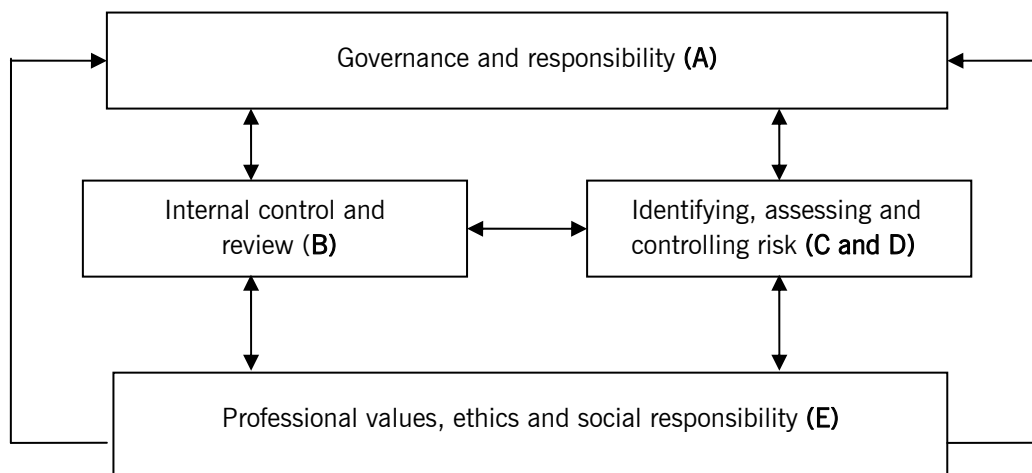 Governance and responsibility (A)
Internal control and
review (B)
Identifying, assessing and
controlling risk (C and D)
Professional values, ethics and social responsibility (E)